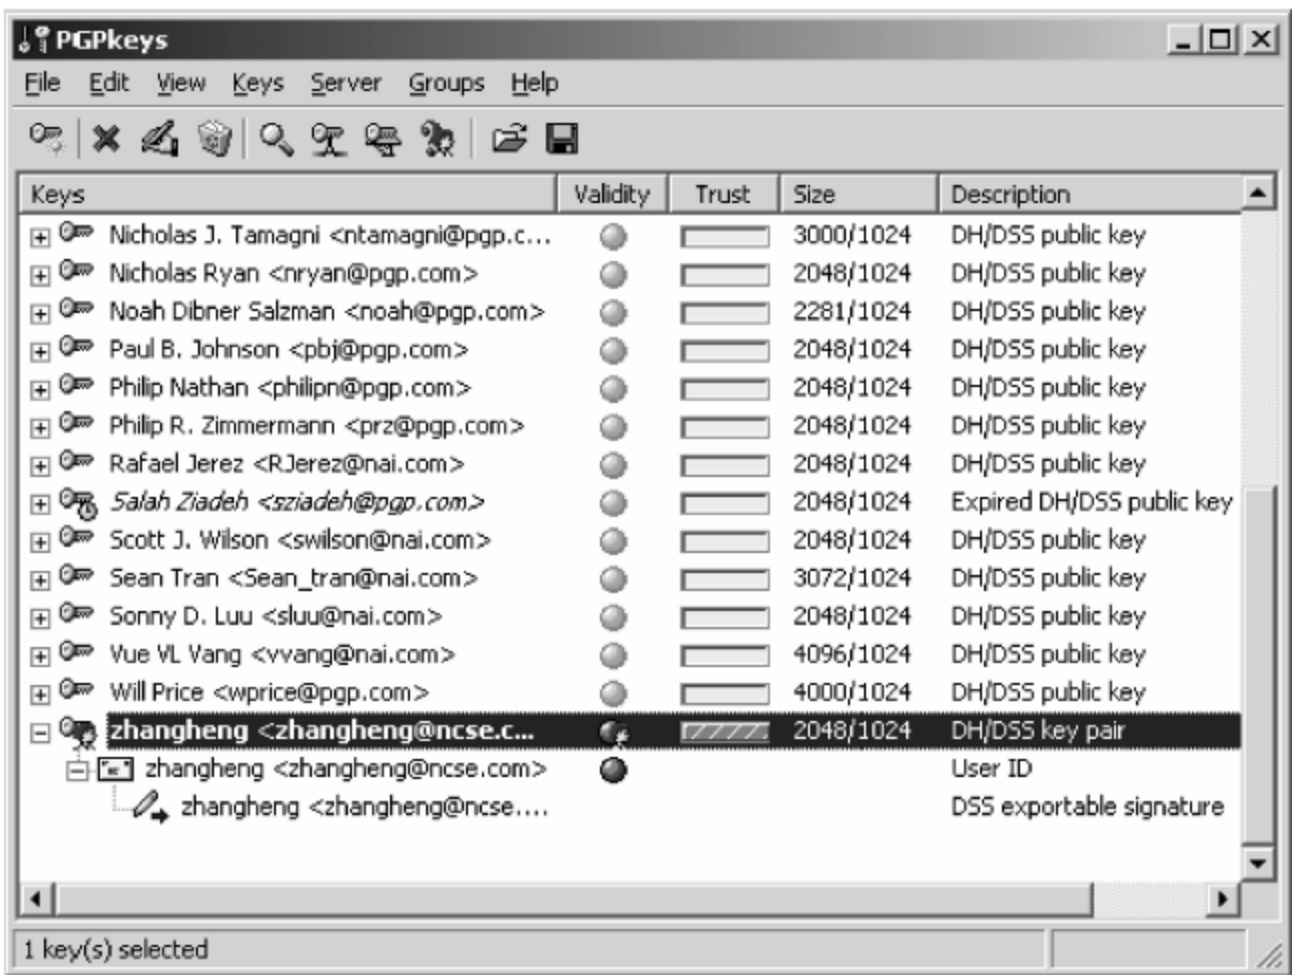 PGPkeys
File Edit View Keys Server Groups Help
Keys Validity Trust Size Description
Nicholas J. Tamagni <ntamagni@pgp.c... 3000/1024 DH/DSS public key
Nicholas Ryan <nryan@pgp.com> 2048/1024 DH/DSS public key
Noah Dibner Salzman <noah@pgp.com> 2281/1024 DH/DSS public key
Paul B. Johnson <pbj@pgp.com> 2048/1024 DH/DSS public key
Philip Nathan <philipn@pgp.com> 2048/1024 DH/DSS public key
Philip R. Zimmermann <prz@pgp.com> 2048/1024 DH/DSS public key
Rafael Jerez <RJerez@nai.com> 2048/1024 DH/DSS public key
Salah Ziadeh <sziadeh@pgp.com> 2048/1024 Expired DH/DSS public key
Scott J. Wilson <swilson@nai.com> 2048/1024 DH/DSS public key
Sean Tran <Sean_tran@nai.com> 3072/1024 DH/DSS public key
Sonny D. Luu <sluu@nai.com> 2048/1024 DH/DSS public key
Vue VL Vang <vvang@nai.com> 4096/1024 DH/DSS public key
Will Price <wprice@pgp.com> 4000/1024 DH/DSS public key
zhangheng <zhangheng@ncse.c... 2048/1024 DH/DSS key pair
zhangheng <zhangheng@ncse.com> User ID
zhangheng <zhangheng@ncse.... DSS exportable signature
1 key(s) selected